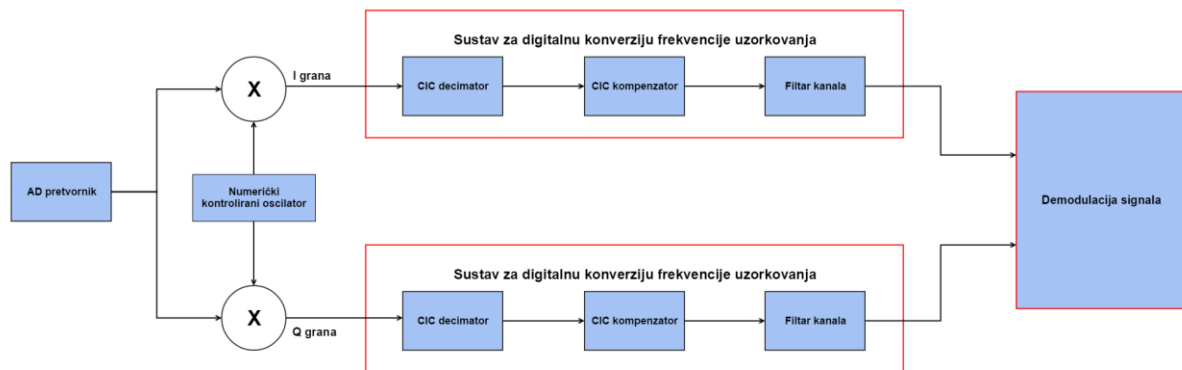 Sustav za digitalnu konverziju frekvencije uzorkovanja
X
I grana
CIC decimator
CIC kompenzator
Filtar kanala
AD pretvornik
Numerički
kontrolirani oscilator
Demodulacija signala
Sustav za digitalnu konverziju frekvencije uzorkovanja
X
Q grana
CIC decimator
CIC kompenzator
Filtar kanala